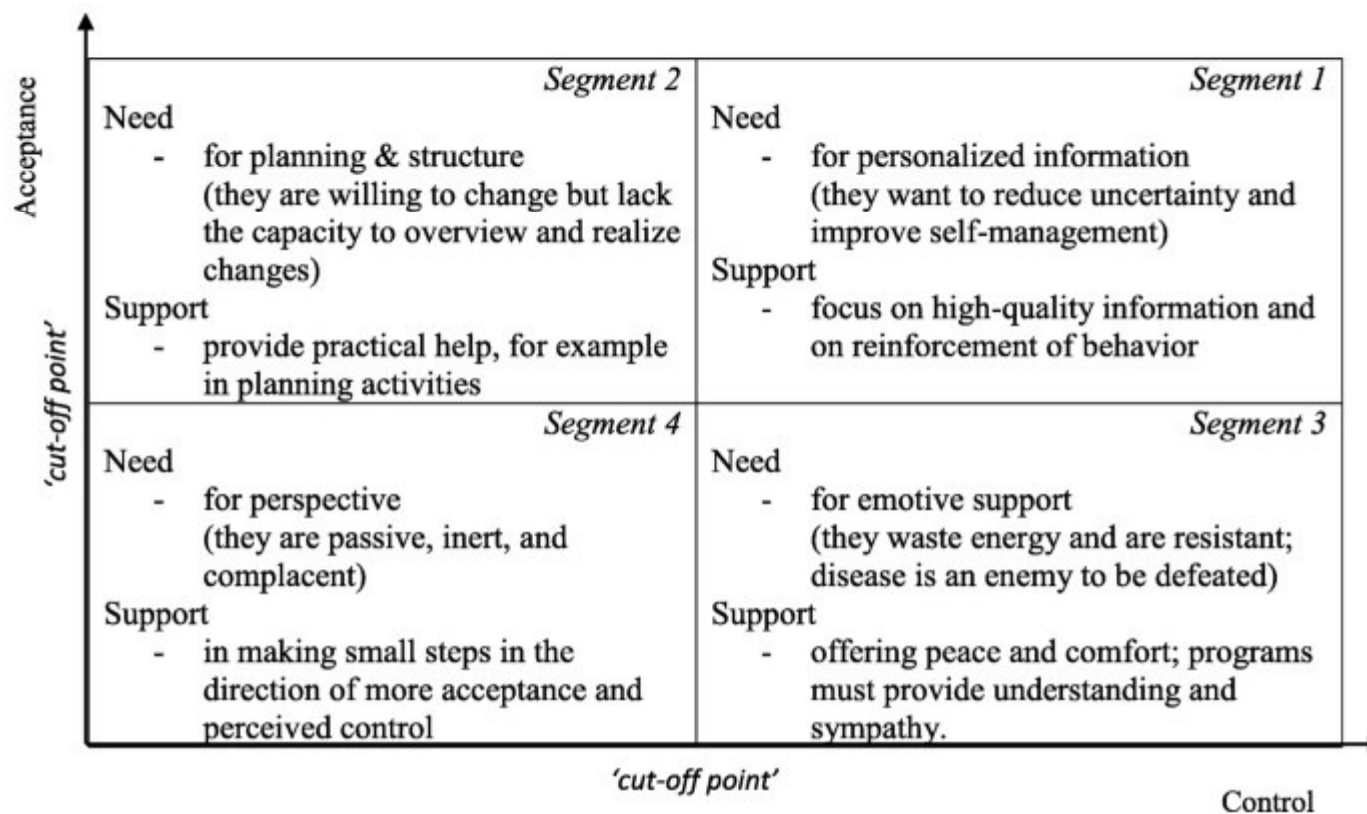 Acceptance
'cut-off point'
Segment 2
Need
- for planning & structure
(they are willing to change but lack
the capacity to overview and realize
changes)
Support
- provide practical help, for example
in planning activities
Segment 1
Need
- for personalized information
(they want to reduce uncertainty and
improve self-management)
Support
- focus on high-quality information and
on reinforcement of behavior
Segment 4
Need
- for perspective
(they are passive, inert, and
complacent)
Support
- in making small steps in the
direction of more acceptance and
perceived control
Segment 3
Need
- for emotive support
(they waste energy and are resistant;
disease is an enemy to be defeated)
Support
- offering peace and comfort; programs
must provide understanding and
sympathy.
'cut-off point'
Control